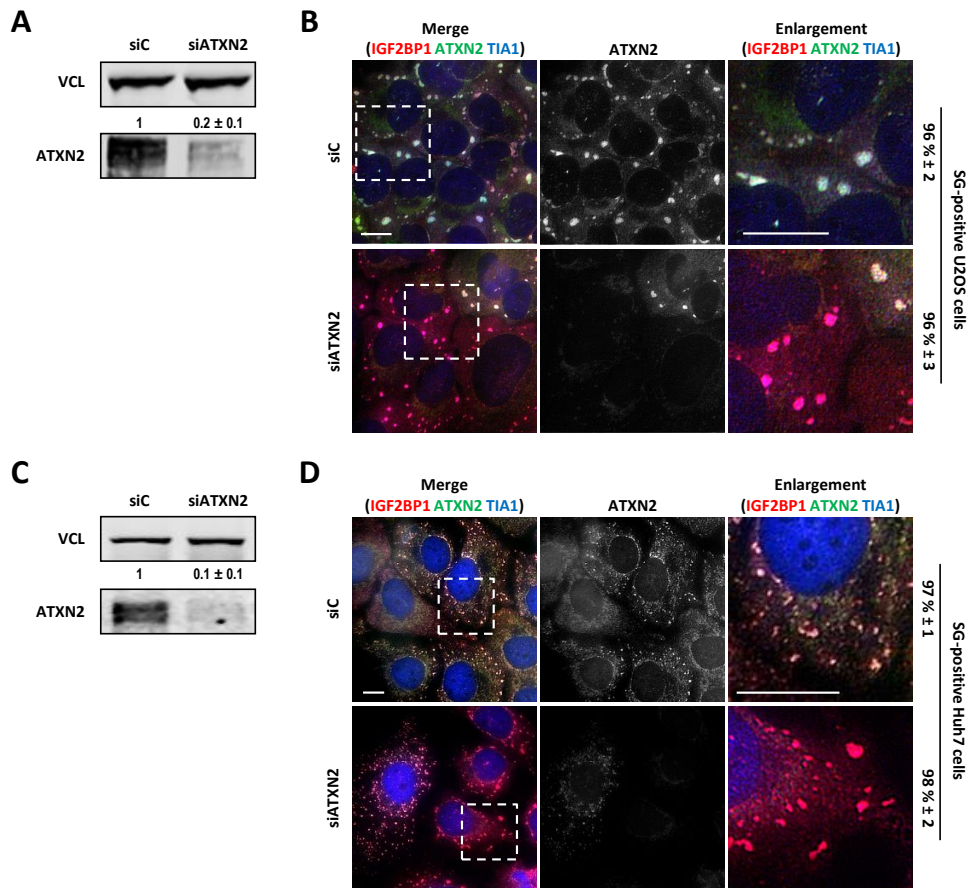 A
siC siATXN2
VCL
1 0.2 ± 0.1
ATXN2
B
Merge
(IGF2BP1 ATXN2 TIA1)
ATXN2
Enlargement
(IGF2BP1 ATXN2 TIA1)
siC
96 % ± 2
siATXN2
96 % ± 3
SG-positive U2OS cells
C
siC siATXN2
VCL
1 0.1 ± 0.1
ATXN2
D
Merge
(IGF2BP1 ATXN2 TIA1)
ATXN2
Enlargement
(IGF2BP1 ATXN2 TIA1)
siC
97 % ± 1
siATXN2
98 % ± 2
SG-positive Huh7 cells